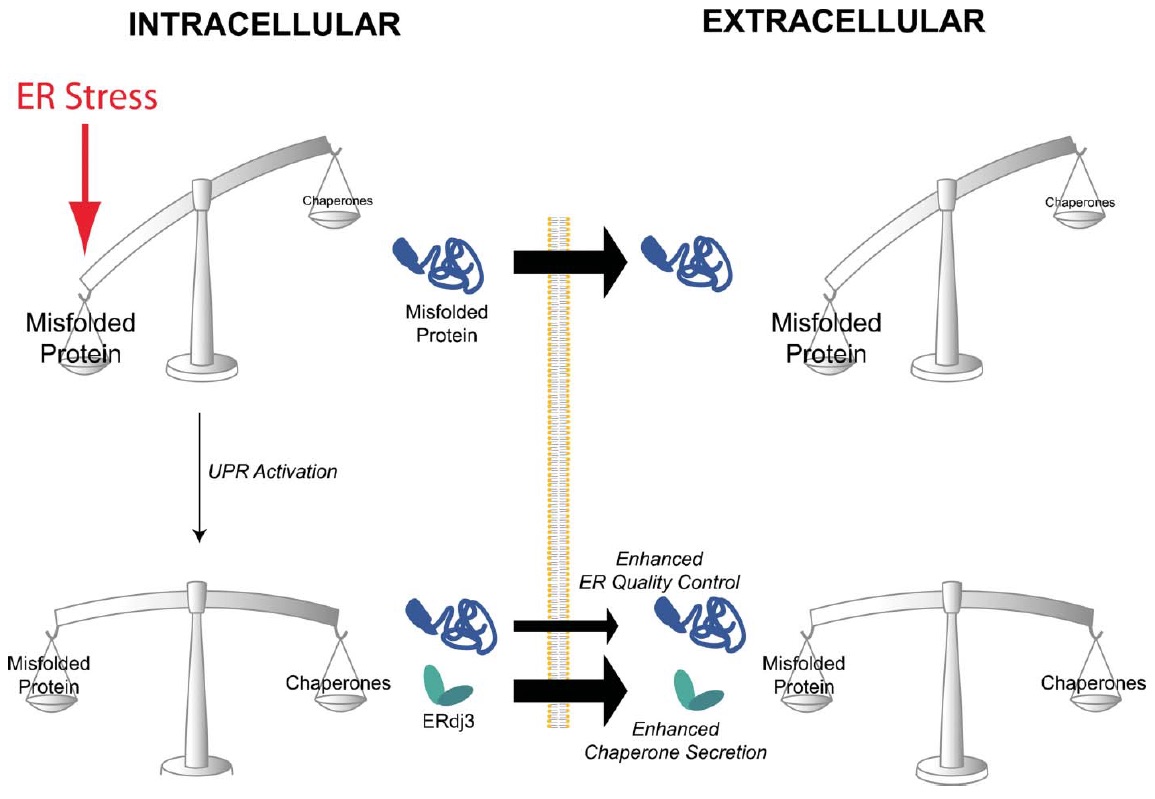 INTRACELLULAR
EXTRACELLULAR
ER Stress
Chaperones
Misfolded
Protein
Misfolded
Protein
Chaperones
Misfolded
Protein
UPR Activation
Misfolded
Protein
Chaperones
ERdj3
Enhanced
ER Quality Control
Enhanced
Chaperone Secretion
Misfolded
Protein
Chaperones